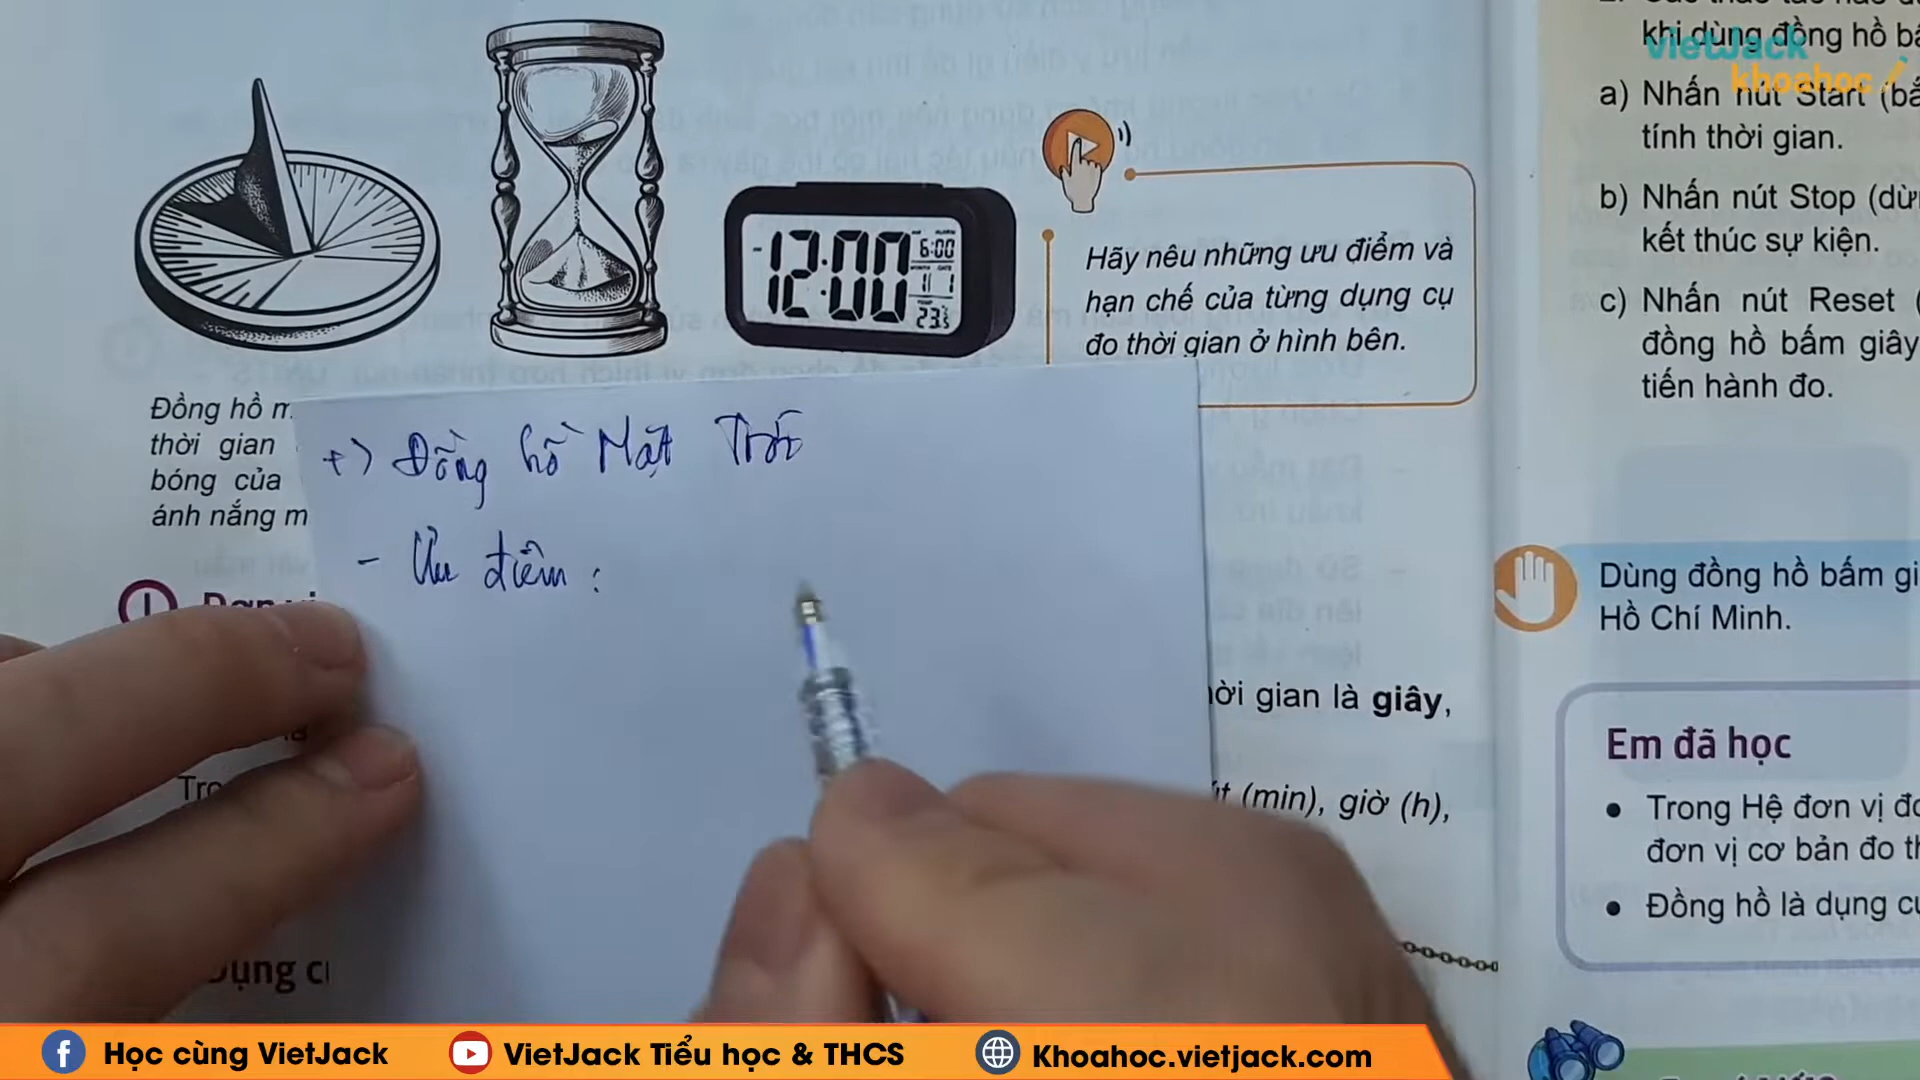 khi dùng đồng hồ
vietJack
khoahoc
a) Nhấn nút Start
tính thời gian.
b) Nhấn nút Stop
kết thúc sự kiện.
c) Nhấn nút Reset
đồng hồ bấm giây
tiến hành đo.
12:00
6:00
11 1
23.5
Hãy nêu những ưu điểm và
hạn chế của từng dụng cụ
đo thời gian ở hình bên.
Đồng hồ
thời gian
bóng của
ánh nắng
+) Đồng hồ Mặt Trời
- Ưu điểm :
Dùng đồng hồ bấm
Hồ Chí Minh.
gian là giây,
(min), giờ (h),
Em đã học
• Trong Hệ đơn vị
đơn vị cơ bản đo
• Đồng hồ là dụng
Học cùng VietJack
VietJack Tiểu học & THCS
Khoahoc.vietjack.com